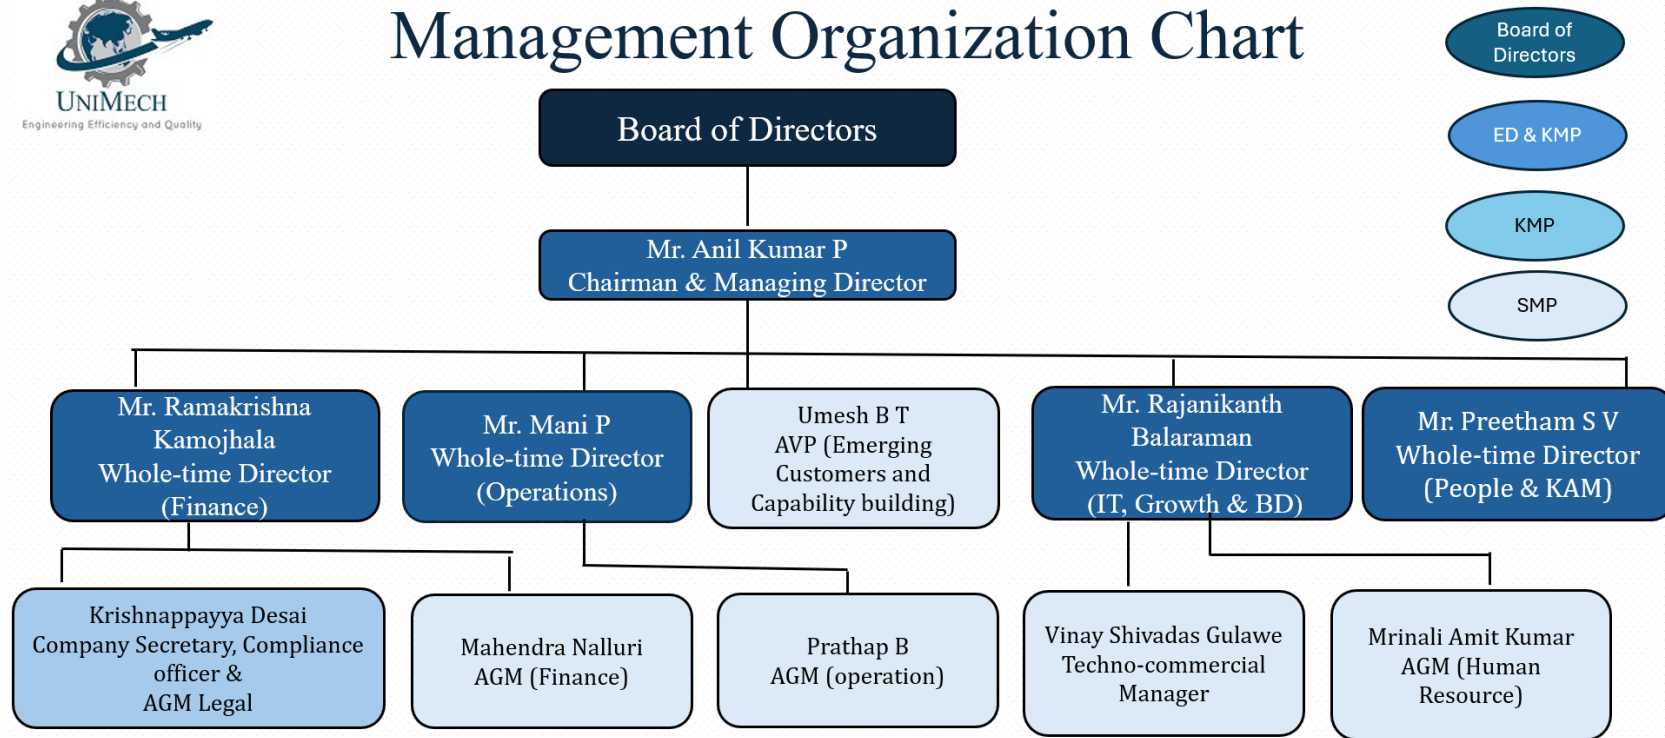 UNIMECH
Engineering Efficiency and Quality
Management Organization Chart
Board of
Directors
ED & KMP
KMP
SMP
Board of Directors
Mr. Anil Kumar P
Chairman & Managing Director
Mr. Ramakrishna
Kamojhala
Whole-time Director
(Finance)
Mr. Mani P
Whole-time Director
(Operations)
Umesh B T
AVP (Emerging
Customers and
Capability building)
Mr. Rajanikanth
Balaraman
Whole-time Director
(IT, Growth & BD)
Mr. Preetham S V
Whole-time Director
(People & KAM)
Krishnappayya Desai
Company Secretary, Compliance
officer &
AGM Legal
Mahendra Nalluri
AGM (Finance)
Prathap B
AGM (operation)
Vinay Shivadas Gulawe
Techno-commercial
Manager
Mrinali Amit Kumar
AGM (Human
Resource)